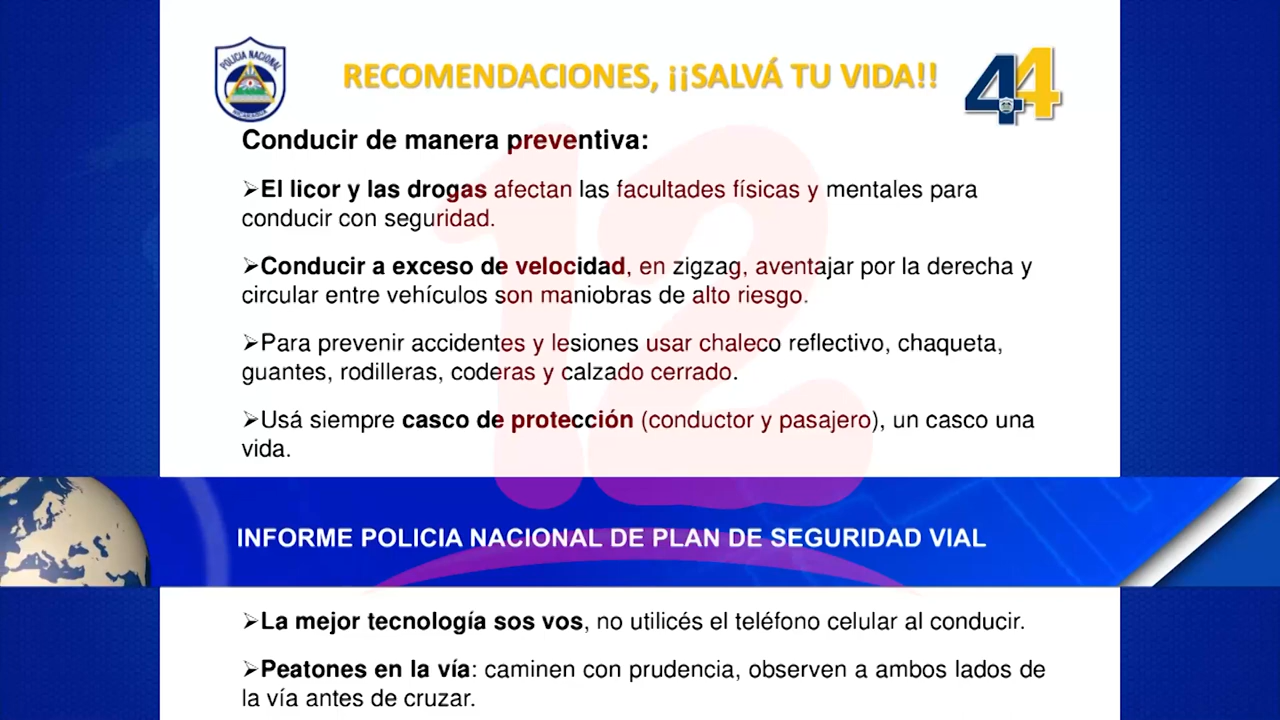 POLICIA NACIONAL
NICARAGUA
RECOMENDACIONES, ¡¡SALVÁ TU VIDA!!
44
Conducir de manera preventiva:
➢El licor y las drogas afectan las facultades físicas y mentales para
conducir con seguridad.
➢Conducir a exceso de velocidad, en zigzag, aventajar por la derecha y
circular entre vehículos son maniobras de alto riesgo.
➢Para prevenir accidentes y lesiones usar chaleco reflectivo, chaqueta,
guantes, rodilleras, coderas y calzado cerrado.
➢Usá siempre casco de protección (conductor y pasajero), un casco una
vida.
12
INFORME POLICIA NACIONAL DE PLAN DE SEGURIDAD VIAL
➢La mejor tecnología sos vos, no utilicés el teléfono celular al conducir.
➢Peatones en la vía: caminen con prudencia, observen a ambos lados de
la vía antes de cruzar.